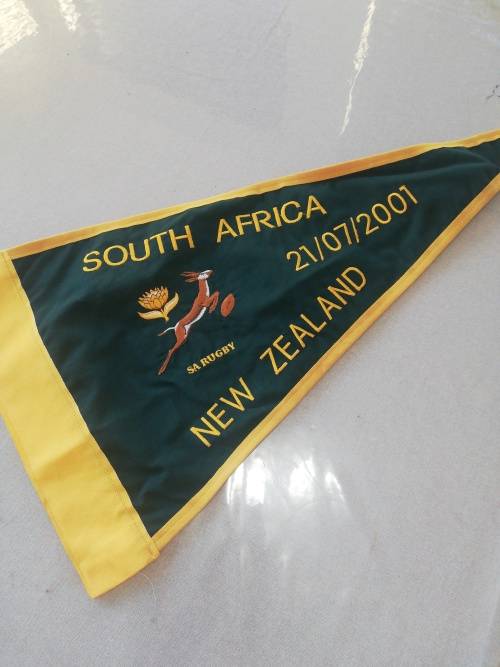 SOUTH AFRICA
21/07/2001
SA RUGBY
NEW ZEALAND